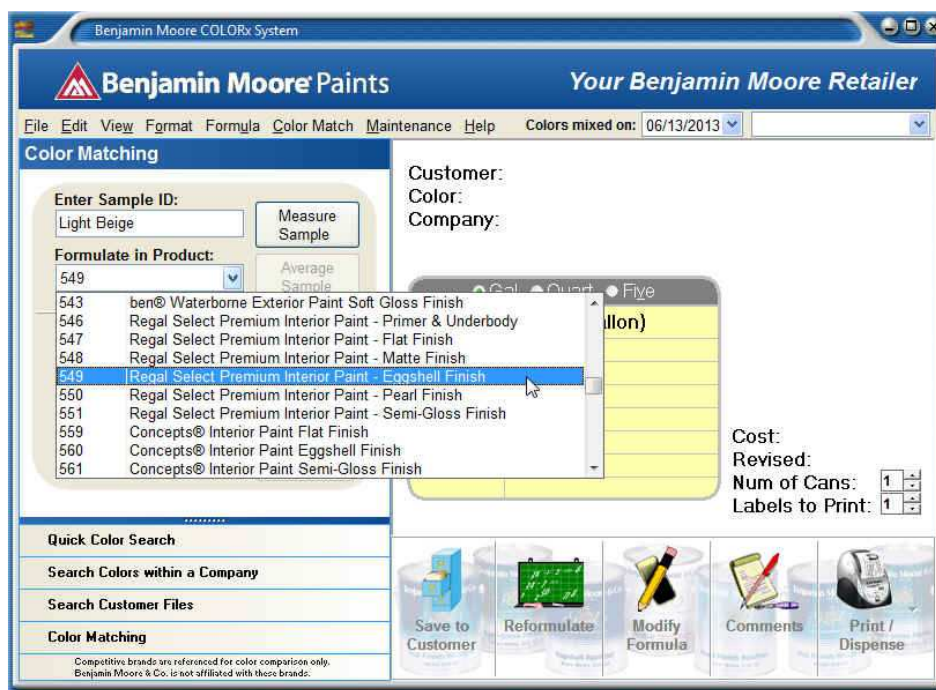 Benjamin Moore COLORx System
Benjamin Moore® Paints
Your Benjamin Moore Retailer
File Edit View Format Formula Color Match Maintenance Help Colors mixed on: 06/13/2013
Color Matching
Enter Sample ID:
Light Beige
Measure
Sample
Formulate in Product:
549
Average
Sample
543 ben® Waterborne Exterior Paint Soft Gloss Finish
546 Regal Select Premium Interior Paint - Primer & Underbody
547 Regal Select Premium Interior Paint - Flat Finish
548 Regal Select Premium Interior Paint - Matte Finish
549 Regal Select Premium Interior Paint - Eggshell Finish
550 Regal Select Premium Interior Paint - Pearl Finish
551 Regal Select Premium Interior Paint - Semi-Gloss Finish
559 Concepts® Interior Paint Flat Finish
560 Concepts® Interior Paint Eggshell Finish
561 Concepts® Interior Paint Semi-Gloss Finish
Quick Color Search
Search Colors within a Company
Search Customer Files
Color Matching
Competitive brands are referenced for color comparison only.
Benjamin Moore & Co. is not affiliated with these brands.
Customer:
Color:
Company:
Gal Quart Five
llon)
Cost:
Revised:
Num of Cans: 1
Labels to Print: 1
Save to
Customer
Reformulate
Modify
Formula
Comments
Print /
Dispense